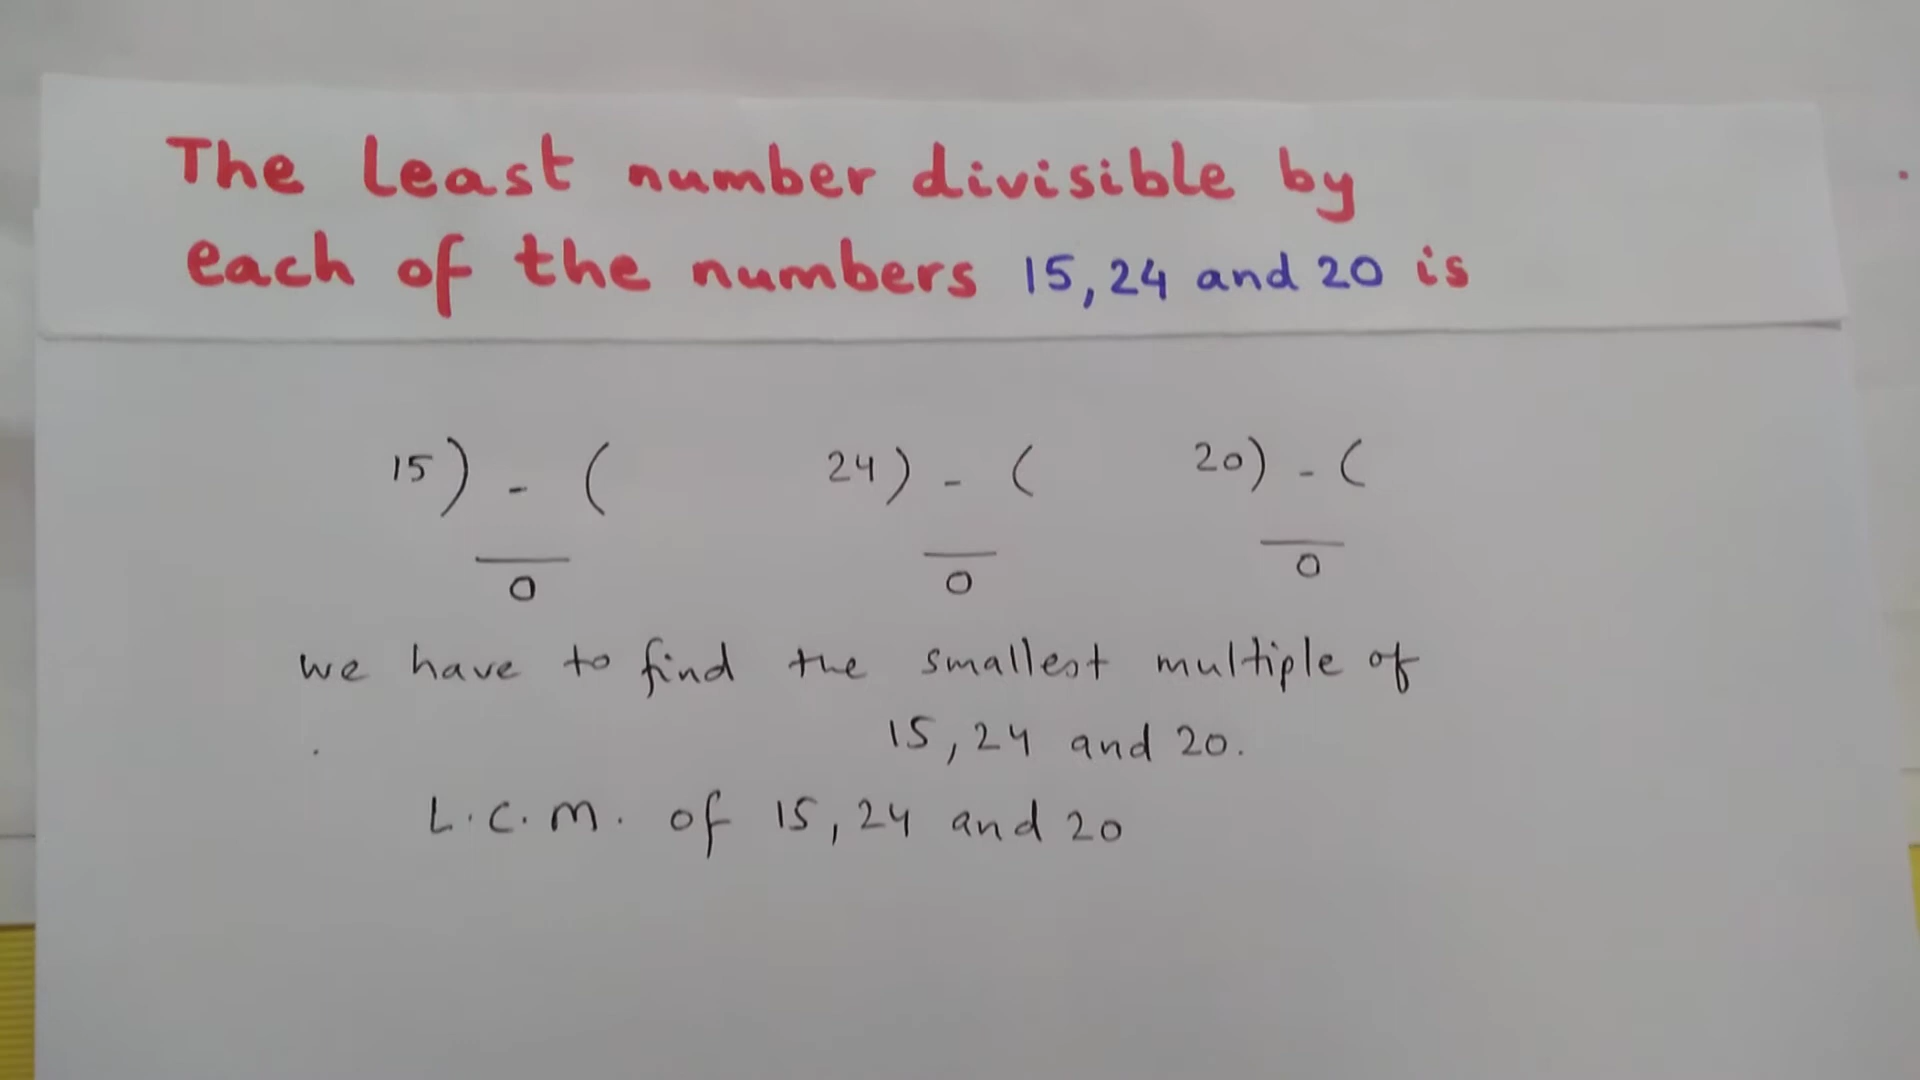 The least number divisible by
each of the numbers 15, 24 and 20 is
15) - ( 24) - ( 20) - (
0 0 0
we have to find the smallest multiple of
15, 24 and 20.
L.C.M. of 15, 24 and 20